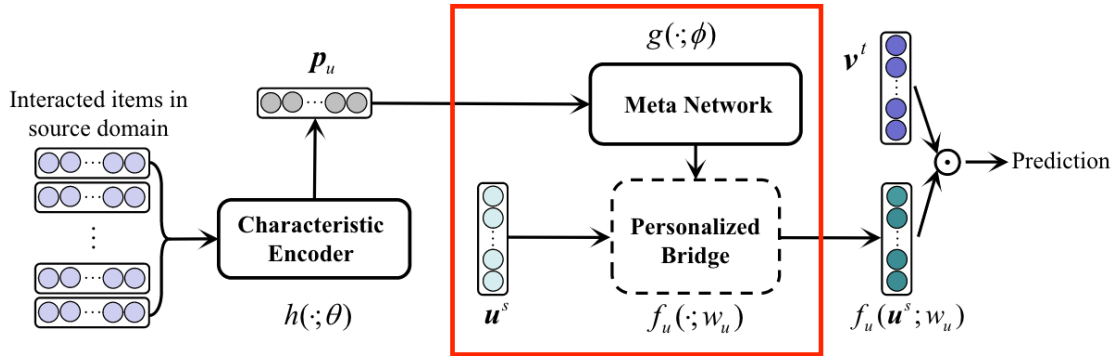 Interacted items in
source domain
p_u
Characteristic
Encoder
h(·;θ)
g(·;ϕ)
Meta Network
u^s
Personalized
Bridge
f_u(·;w_u)
v^t
f_u(u^s;w_u)
Prediction